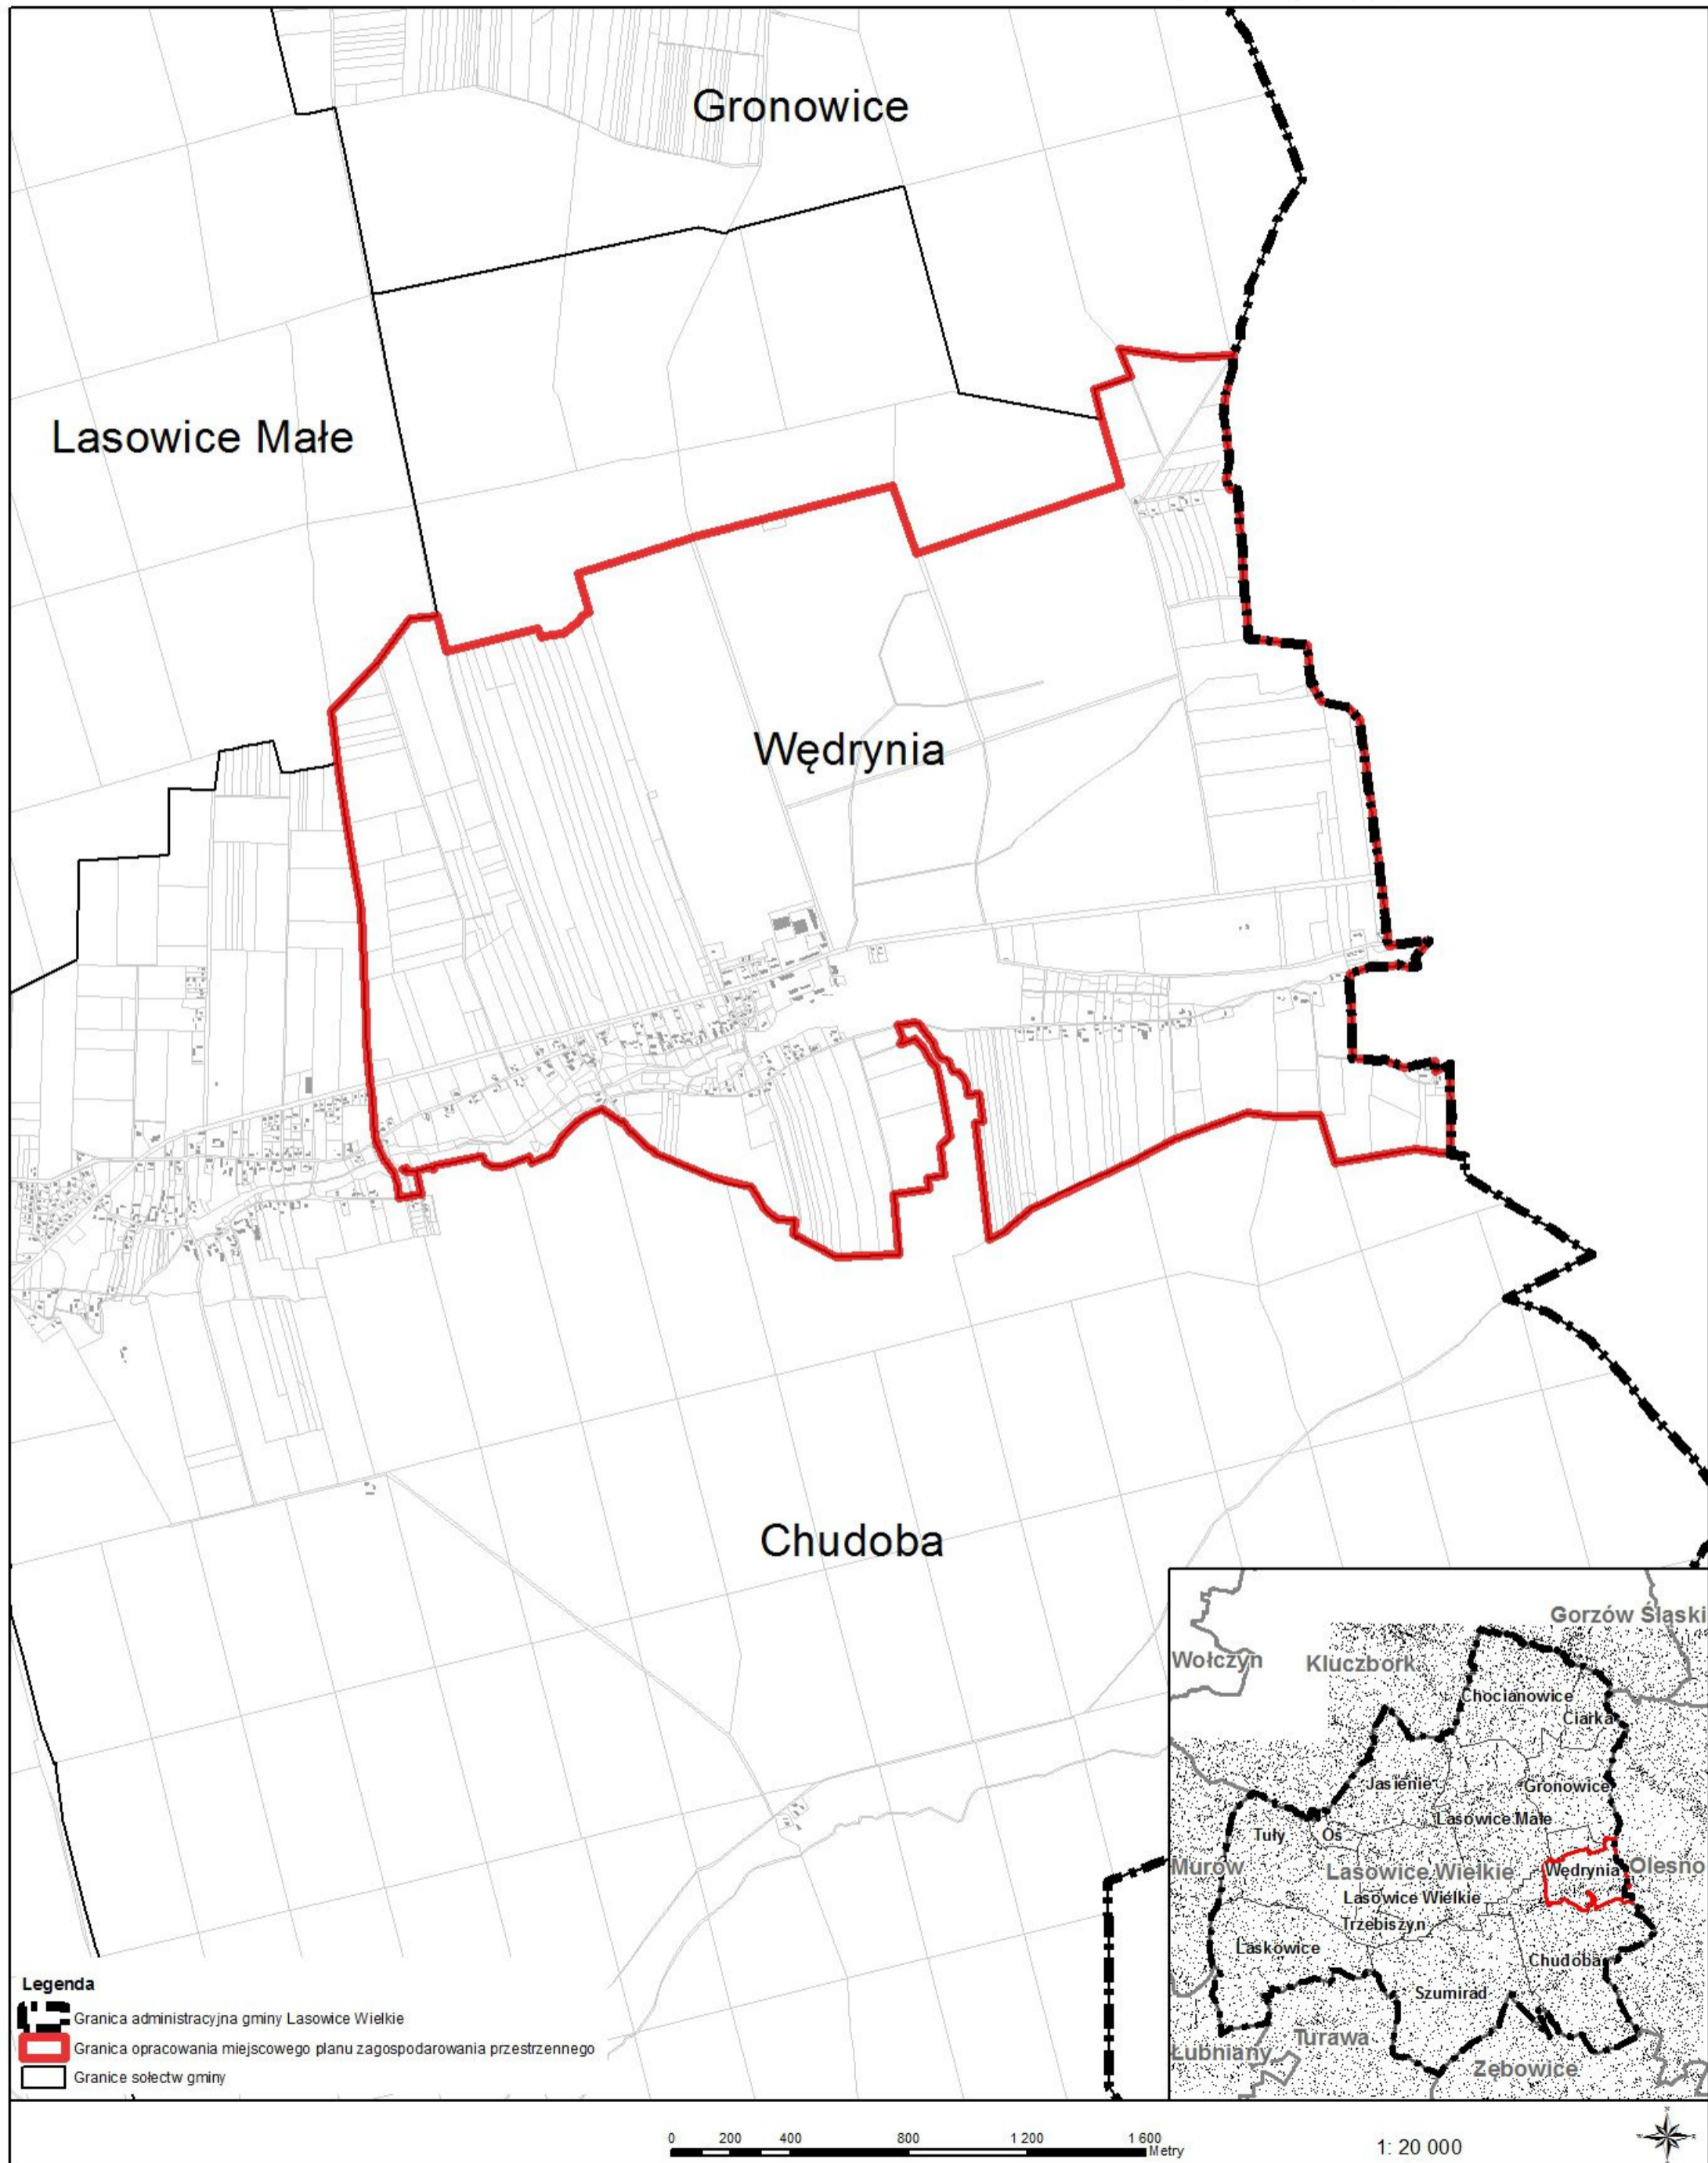 Gronowice
Lasowice Małe
Wędrynia
Chudoba
Gorzów Śląski
Wołczyn
Kluczbork
Chocianowice
Ciarka
Jasienie
Gronowice
Lasowice Małe
Tuły
Oś
Murów
Lasowice Wielkie
Wędrynia
Olesno
Lasowice Wielkie
Trzebiszyn
Laskowice
Chudoba
Szumirad
Turawa
Łubniany
Zębowice
Legenda
Granica administracyjna gminy Lasowice Wielkie
Granica opracowania miejscowego planu zagospodarowania przestrzennego
Granice sołectw gminy
0 200 400 800 1 200 1 600
Metry
1: 20 000